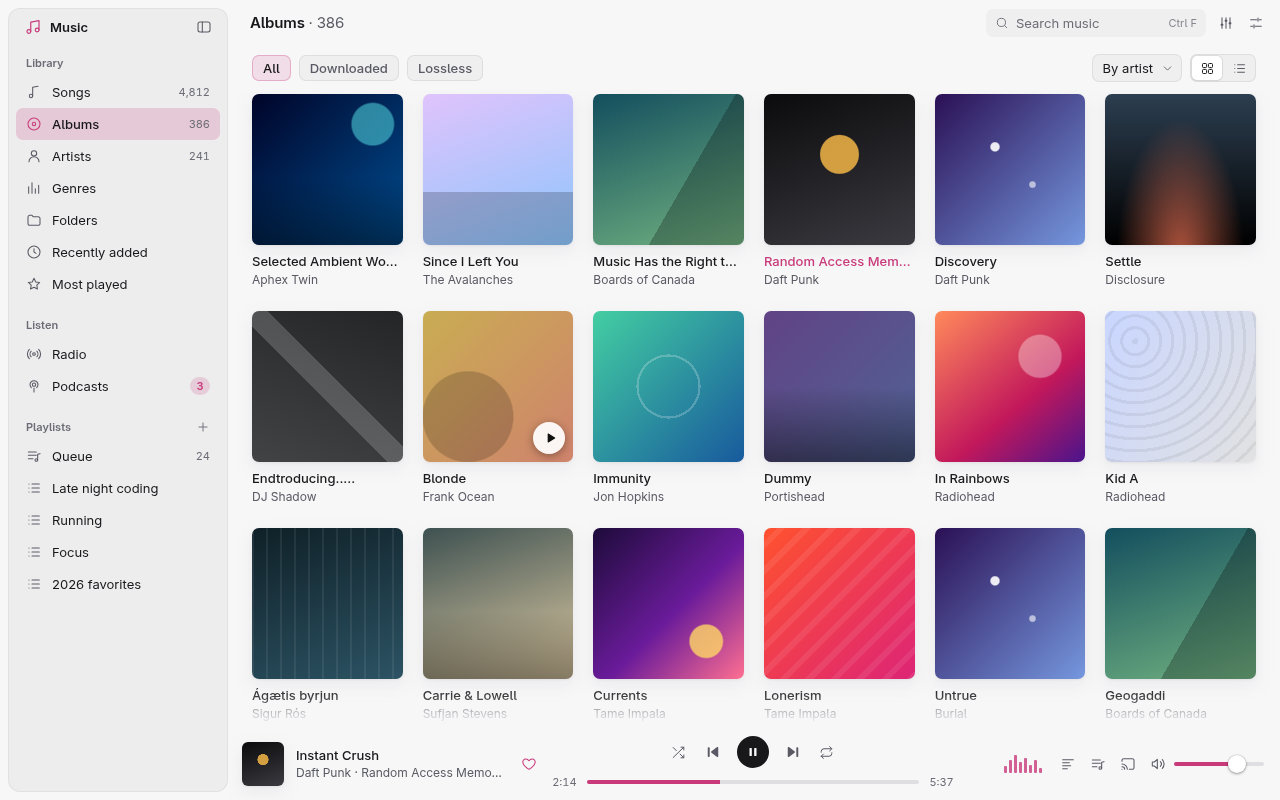 Music
Library
Songs 4,812
Albums 386
Artists 241
Genres
Folders
Recently added
Most played
Listen
Radio
Podcasts 3
Playlists
Queue 24
Late night coding
Running
Focus
2026 favorites
Albums · 386
Search music Ctrl F
All Downloaded Lossless
By artist
Selected Ambient Wo… Since I Left You Music Has the Right t… Random Access Mem… Discovery Settle
Aphex Twin The Avalanches Boards of Canada Daft Punk Daft Punk Disclosure
Endtroducing..... Blonde Immunity Dummy In Rainbows Kid A
DJ Shadow Frank Ocean Jon Hopkins Portishead Radiohead Radiohead
Ágætis byrjun Carrie & Lowell Currents Lonerism Untrue Geogaddi
Sigur Rós Sufjan Stevens Tame Impala Tame Impala Burial Boards of Canada
Instant Crush
Daft Punk · Random Access Memo…
2:14 5:37